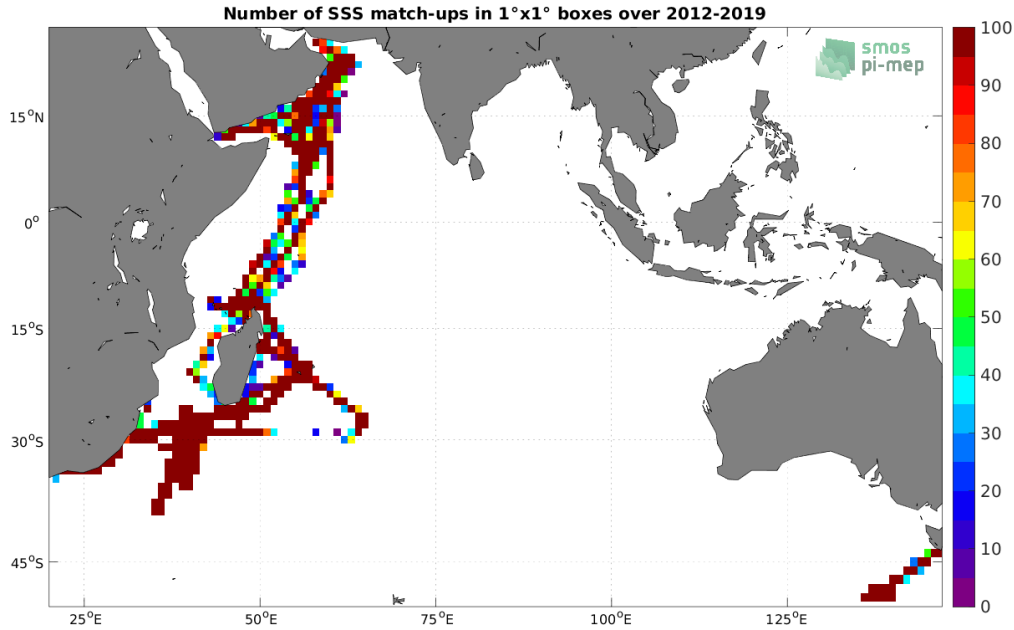 Number of SSS match-ups in 1°x1° boxes over 2012-2019
smos
pi-mep
15°N
0°
15°S
30°S
45°S
25°E
50°E
75°E
100°E
125°E
100
90
80
70
60
50
40
30
20
10
0